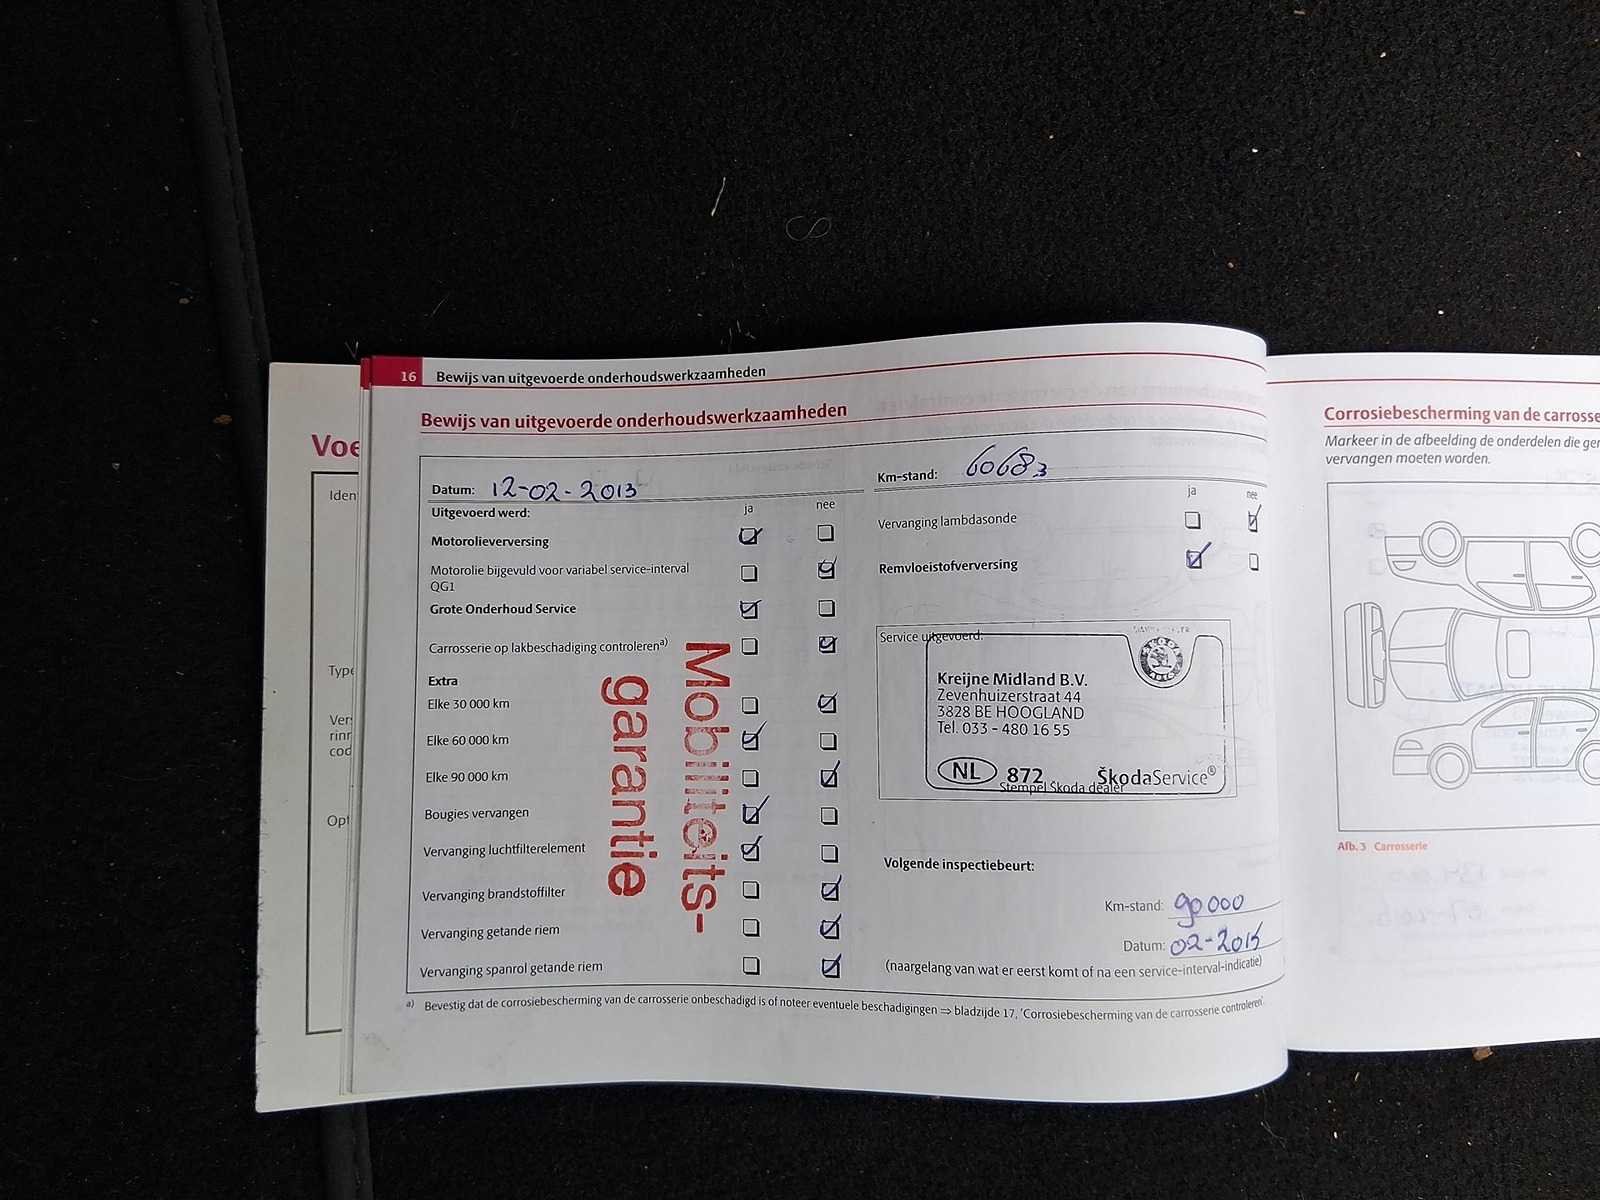 16 Bewijs van uitgevoerde onderhoudswerkzaamheden
Bewijs van uitgevoerde onderhoudswerkzaamheden
Datum: 12-02-2013
Uitgevoerd werd:
ja nee
Motorolieverversing
Motorolie bijgevuld voor variabel service-interval
QG1
Grote Onderhoud Service
Carrosserie op lakbeschadiging controlerenᵃ⁾
Extra
Elke 30 000 km
Elke 60 000 km
Elke 90 000 km
Bougies vervangen
Vervanging luchtfilterelement
Vervanging brandstoffilter
Vervanging getande riem
Vervanging spanrol getande riem
Mobiliteits-
garantie
Km-stand: 60683
ja nee
Vervanging lambdasonde
Remvloeistofverversing
Service uitgevoerd:
Kreijne Midland B.V.
Zevenhuizerstraat 44
3828 BE HOOGLAND
Tel. 033 - 480 16 55
NL 872 ŠkodaService®
Stempel Škoda dealer
Volgende inspectiebeurt:
Km-stand: 90000
Datum: 02-2015
(naargelang van wat er eerst komt of na een service-interval-indicatie)
a) Bevestig dat de corrosiebescherming van de carrosserie onbeschadigd is of noteer eventuele beschadigingen ⇒ bladzijde 17, 'Corrosiebescherming van de carrosserie controleren'.
Voe
Iden
Type
Vers
rinn
cod
Opt
Corrosiebescherming van de carrosse
Markeer in de afbeelding de onderdelen die ger
vervangen moeten worden.
Afb. 3 Carrosserie